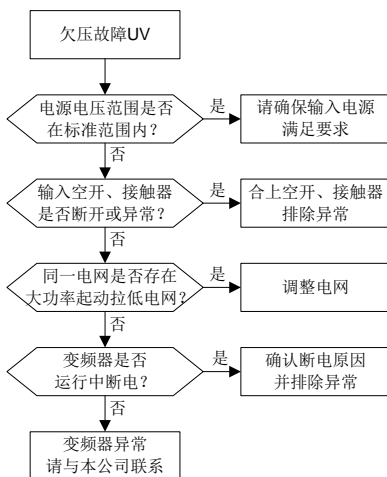 欠压故障UV
电源电压范围是否
在标准范围内？
是
请确保输入电源
满足要求
否
输入空开、接触器
是否断开或异常？
是
合上空开、接触器
排除异常
否
同一电网是否存在
大功率起动拉低电网？
是
调整电网
否
变频器是否
运行中断电？
是
确认断电原因
并排除异常
否
变频器异常
请与本公司联系